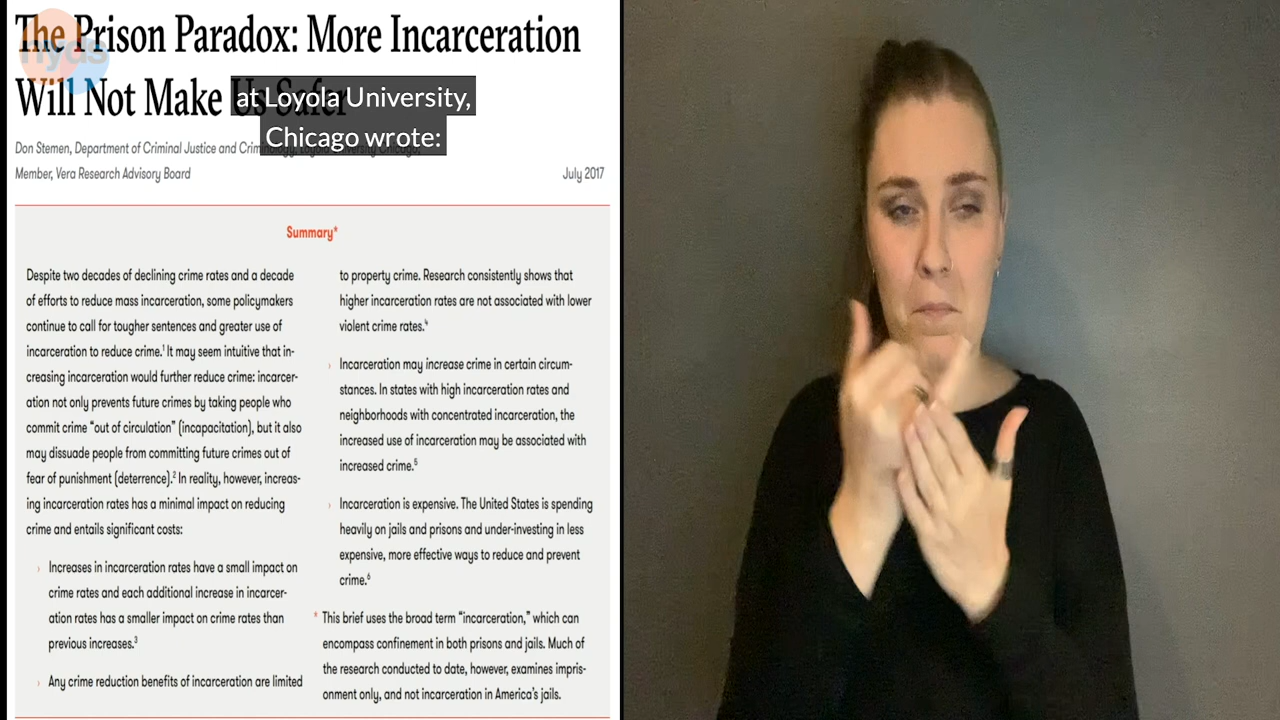 The Prison Paradox: More Incarceration
Will Not Make Us Safer
at Loyola University,
Chicago wrote:
nyds
Don Stemen, Department of Criminal Justice and Criminology, Loyola University Chicago;
Member, Vera Research Advisory Board
July 2017
Summary*
Despite two decades of declining crime rates and a decade
of efforts to reduce mass incarceration, some policymakers
continue to call for tougher sentences and greater use of
incarceration to reduce crime.¹ It may seem intuitive that in-
creasing incarceration would further reduce crime: incarcer-
ation not only prevents future crimes by taking people who
commit crime “out of circulation” (incapacitation), but it also
may dissuade people from committing future crimes out of
fear of punishment (deterrence).² In reality, however, increas-
ing incarceration rates has a minimal impact on reducing
crime and entails significant costs:
› Increases in incarceration rates have a small impact on
crime rates and each additional increase in incarcer-
ation rates has a smaller impact on crime rates than
previous increases.³
› Any crime reduction benefits of incarceration are limited
to property crime. Research consistently shows that
higher incarceration rates are not associated with lower
violent crime rates.⁴
› Incarceration may increase crime in certain circum-
stances. In states with high incarceration rates and
neighborhoods with concentrated incarceration, the
increased use of incarceration may be associated with
increased crime.⁵
› Incarceration is expensive. The United States is spending
heavily on jails and prisons and under-investing in less
expensive, more effective ways to reduce and prevent
crime.⁶
* This brief uses the broad term “incarceration,” which can
encompass confinement in both prisons and jails. Much of
the research conducted to date, however, examines impris-
onment only, and not incarceration in America’s jails.